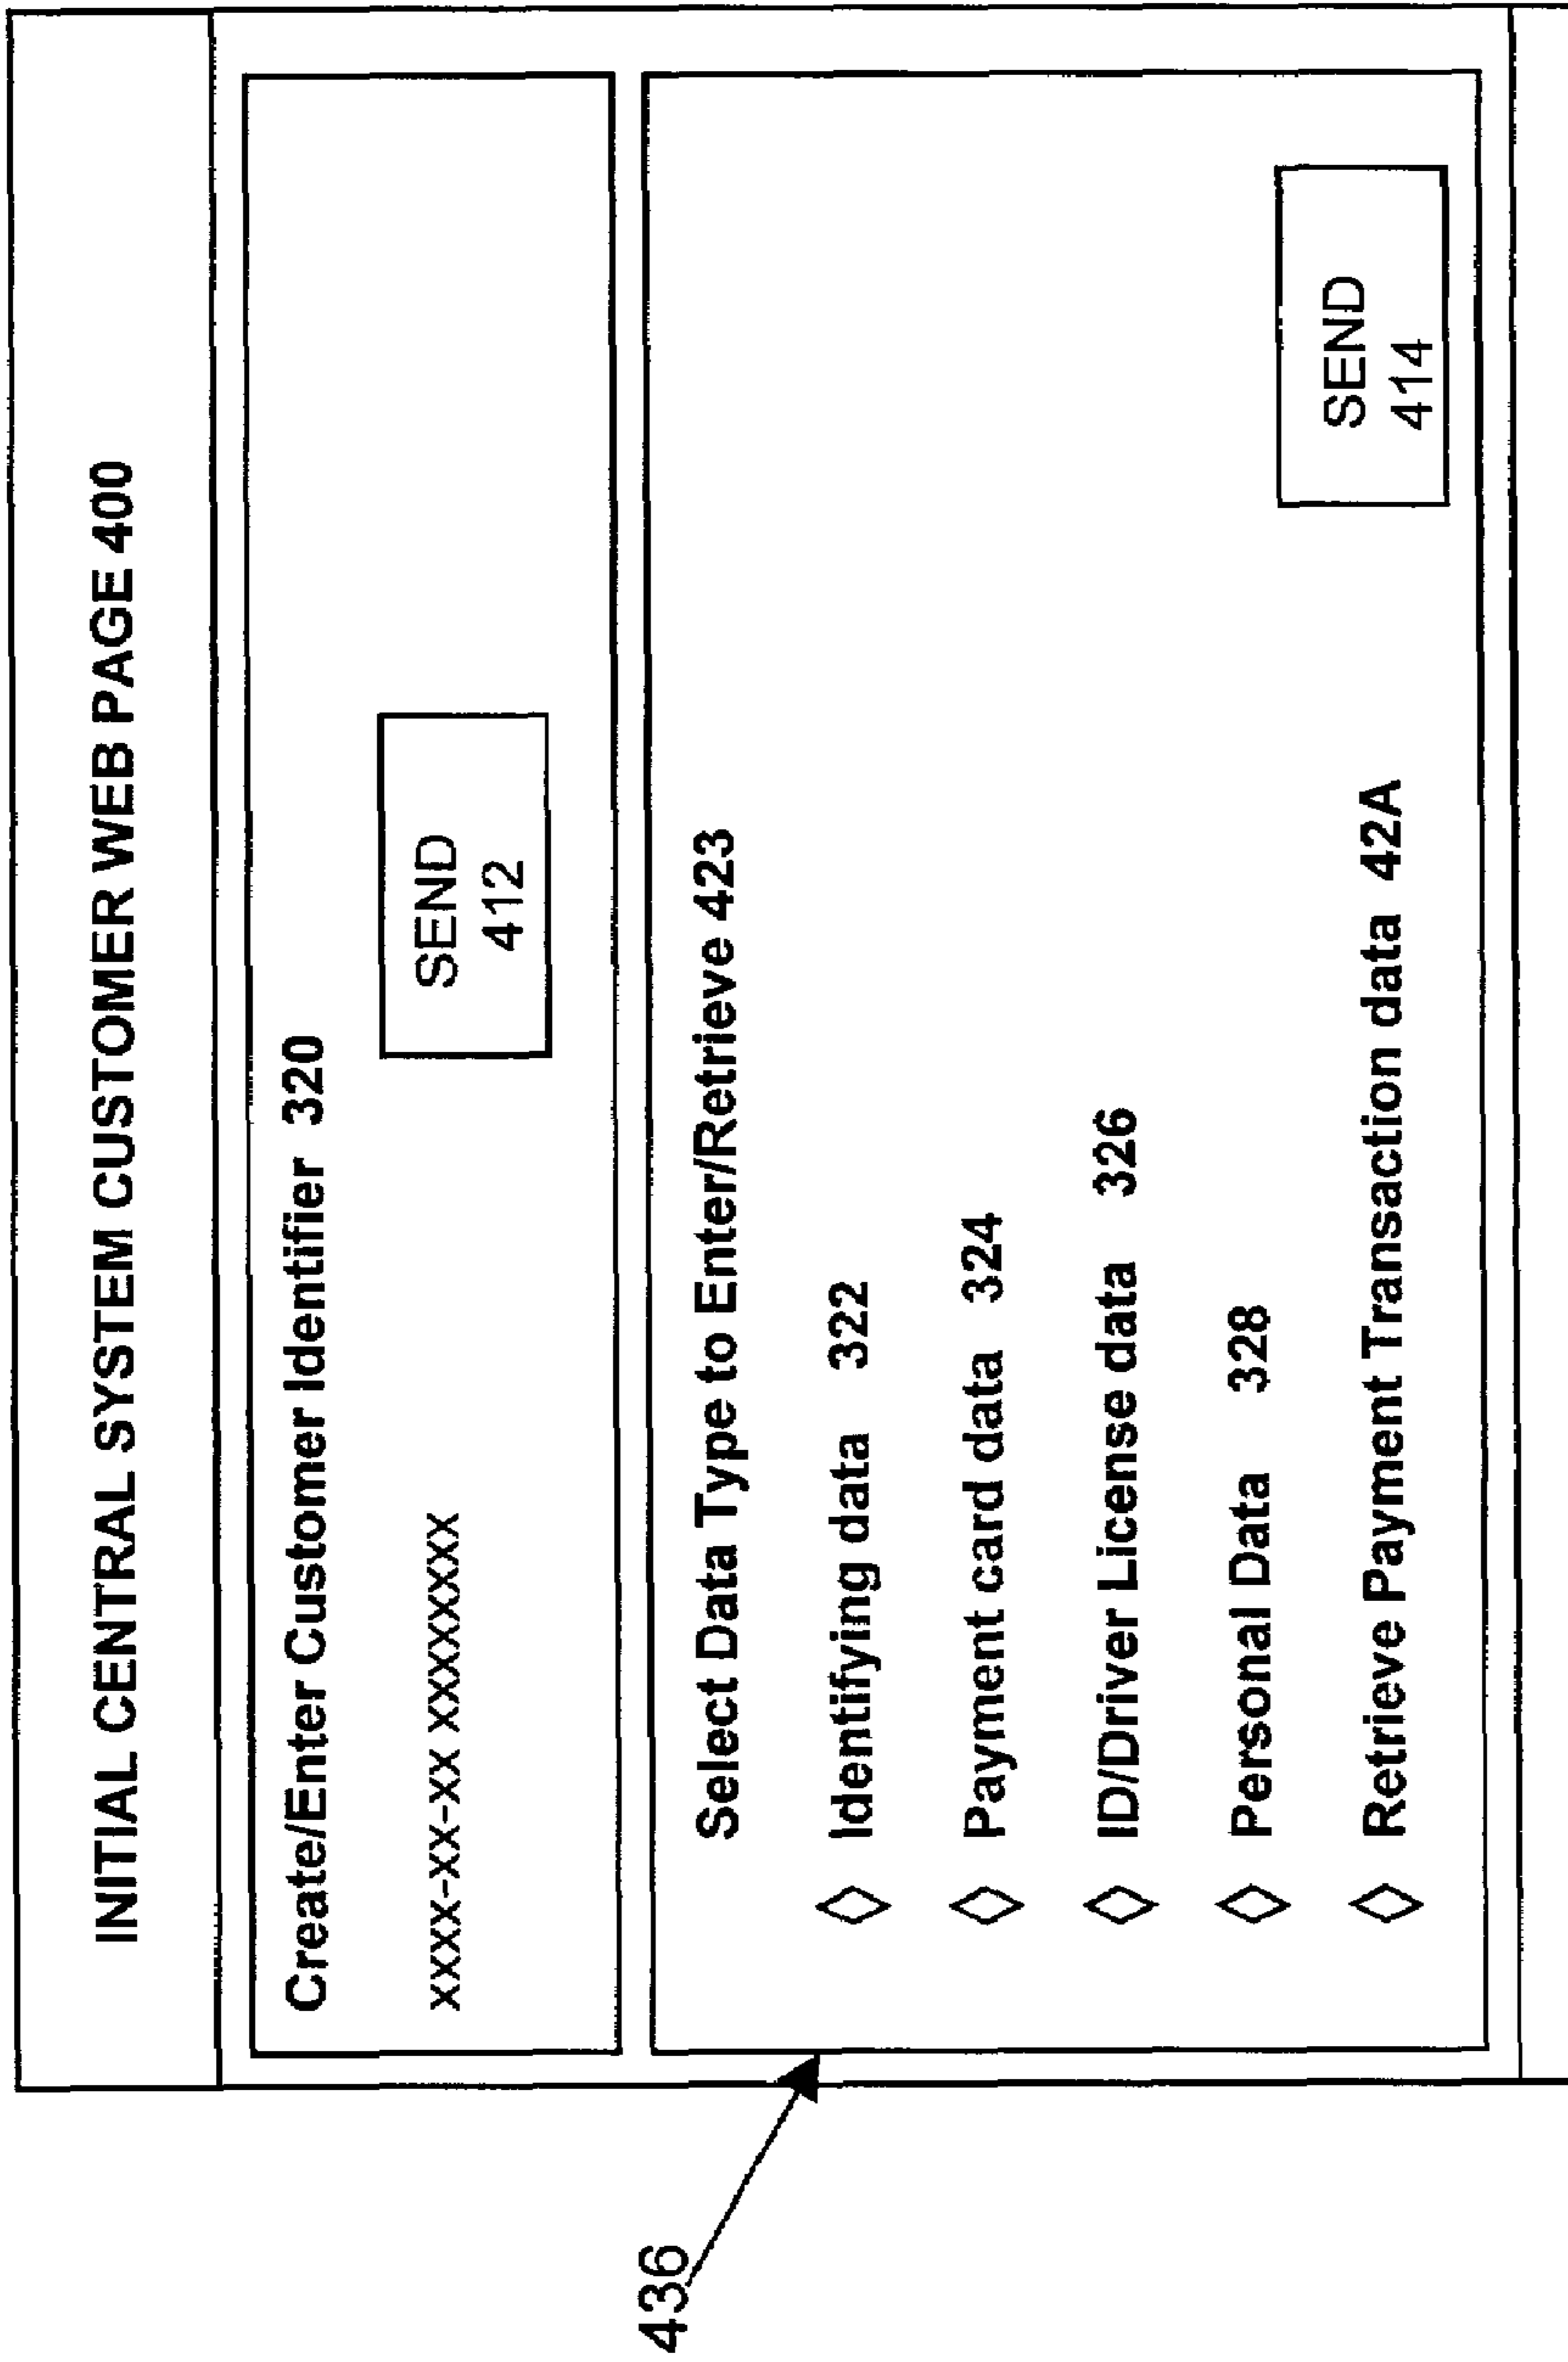 INITIAL CENTRAL SYSTEM CUSTOMER WEB PAGE 400
Create/Enter Customer Identifier 320
xxxx-xx-xx xxxxxxxx
SEND
412
436
Select Data Type to Enter/Retrieve 423
◇ Identifying data 322
◇ Payment card data 324
◇ ID/Driver License data 326
◇ Personal Data 328
◇ Retrieve Payment Transaction data 42A
SEND
414